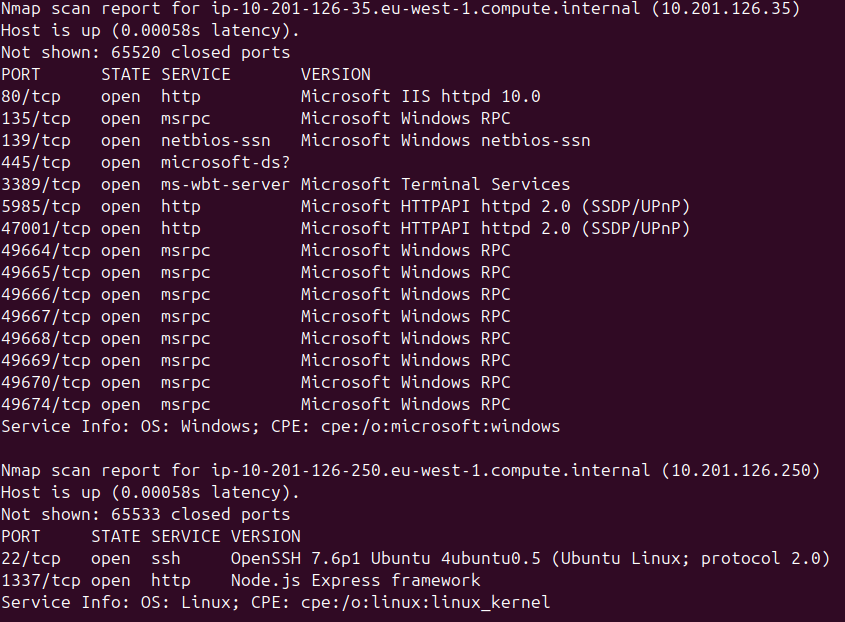 Nmap scan report for ip-10-201-126-35.eu-west-1.compute.internal (10.201.126.35)
Host is up (0.00058s latency).
Not shown: 65520 closed ports
PORT      STATE SERVICE       VERSION
80/tcp    open  http          Microsoft IIS httpd 10.0
135/tcp   open  msrpc         Microsoft Windows RPC
139/tcp   open  netbios-ssn   Microsoft Windows netbios-ssn
445/tcp   open  microsoft-ds?
3389/tcp  open  ms-wbt-server Microsoft Terminal Services
5985/tcp  open  http          Microsoft HTTPAPI httpd 2.0 (SSDP/UPnP)
47001/tcp open  http          Microsoft HTTPAPI httpd 2.0 (SSDP/UPnP)
49664/tcp open  msrpc         Microsoft Windows RPC
49665/tcp open  msrpc         Microsoft Windows RPC
49666/tcp open  msrpc         Microsoft Windows RPC
49667/tcp open  msrpc         Microsoft Windows RPC
49668/tcp open  msrpc         Microsoft Windows RPC
49669/tcp open  msrpc         Microsoft Windows RPC
49670/tcp open  msrpc         Microsoft Windows RPC
49674/tcp open  msrpc         Microsoft Windows RPC
Service Info: OS: Windows; CPE: cpe:/o:microsoft:windows

Nmap scan report for ip-10-201-126-250.eu-west-1.compute.internal (10.201.126.250)
Host is up (0.00058s latency).
Not shown: 65533 closed ports
PORT     STATE SERVICE VERSION
22/tcp   open  ssh     OpenSSH 7.6p1 Ubuntu 4ubuntu0.5 (Ubuntu Linux; protocol 2.0)
1337/tcp open  http    Node.js Express framework
Service Info: OS: Linux; CPE: cpe:/o:linux:linux_kernel